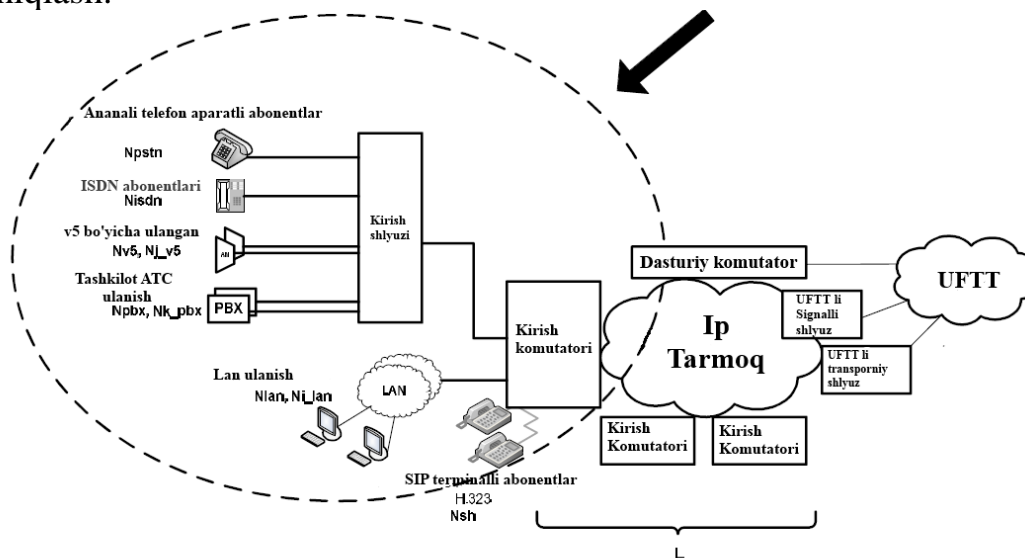 Ananali telefon aparatli abonentlar
Npstn
ISDN abonentlari
Nisdn
v5 bo'yicha ulangan
Nv5, Nj_v5
AN
Tashkilot ATC
ulanish
Npbx, Nk_pbx
PBX
Kirish
shlyuzi
Lan ulanish
Nlan, Ni_lan
LAN
Kirish
komutatori
SIP terminalli abonentlar
H.323
Nsh
Dasturiy komutator
Ip
Tarmoq
UFTT li
Signalli
shlyuz
UFTT li
transporniy
shlyuz
UFTT
Kirish
Komutatori
Kirish
Komutatori
L